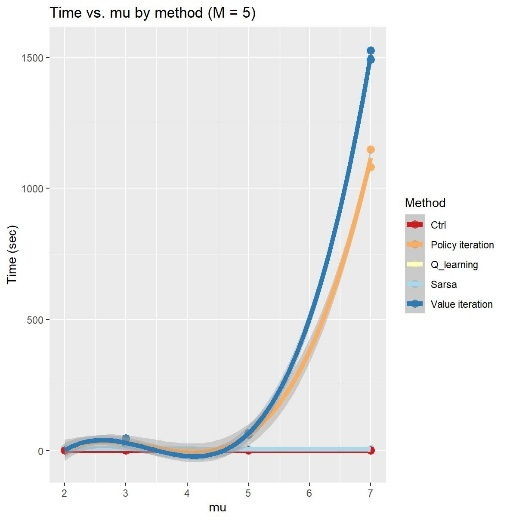 Time vs. mu by method (M = 5)
1500
1000
500
0
Time (sec)
2 3 4 5 6 7
mu
Method
Ctrl
Policy iteration
Q_learning
Sarsa
Value iteration